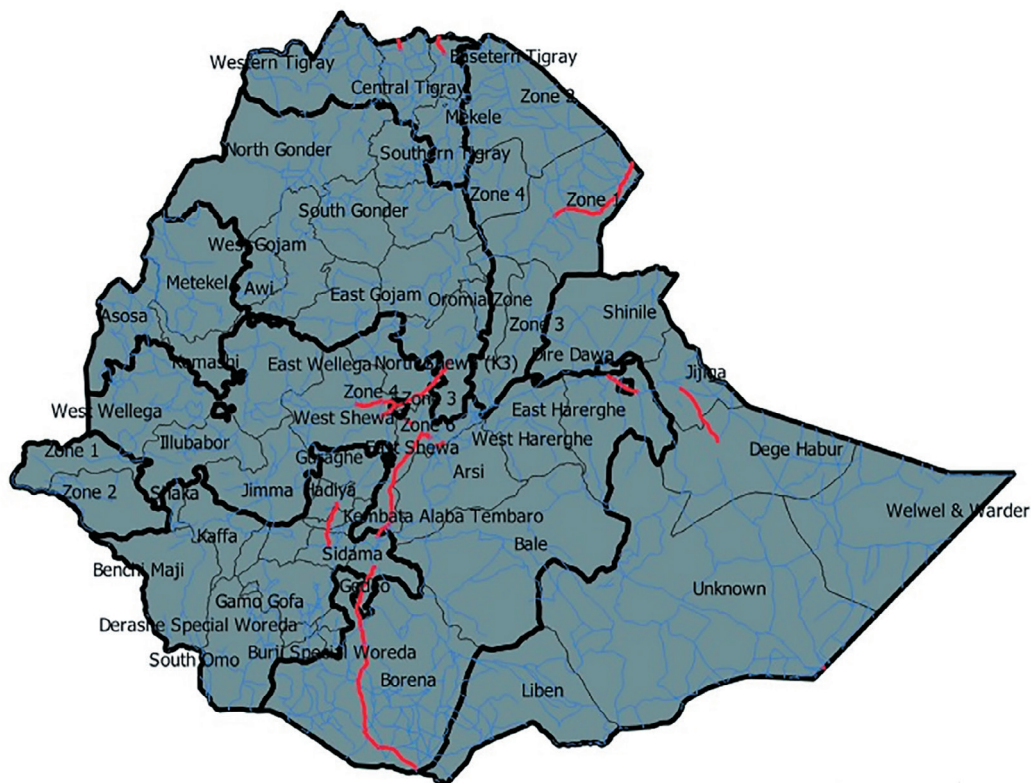 Western Tigray
Easetern Tigray
Central Tigray
Zone 2
Mekele
North Gonder
Southern Tigray
Zone 4
Zone 1
South Gonder
West Gojam
Metekel
Awi
East Gojam
Oromia Zone
Asosa
Shinile
Zone 3
Kemashi
East Wellega
North Shewa (K3)
Dire Dawa
Jijiga
Zone 4
Zone 3
West Wellega
West Shewa
Zone 6
East Harerghe
Illubabor
East Shewa
West Harerghe
Zone 1
Guraghe
Arsi
Dege Habur
Zone 2
Shaka
Jimma
Hadiya
Kembata Alaba Tembaro
Welwel & Warder
Kaffa
Sidama
Bale
Benchi Maji
Gedeo
Unknown
Gamo Gofa
Derashe Special Woreda
South Omo
Burji Special Woreda
Borena
Liben